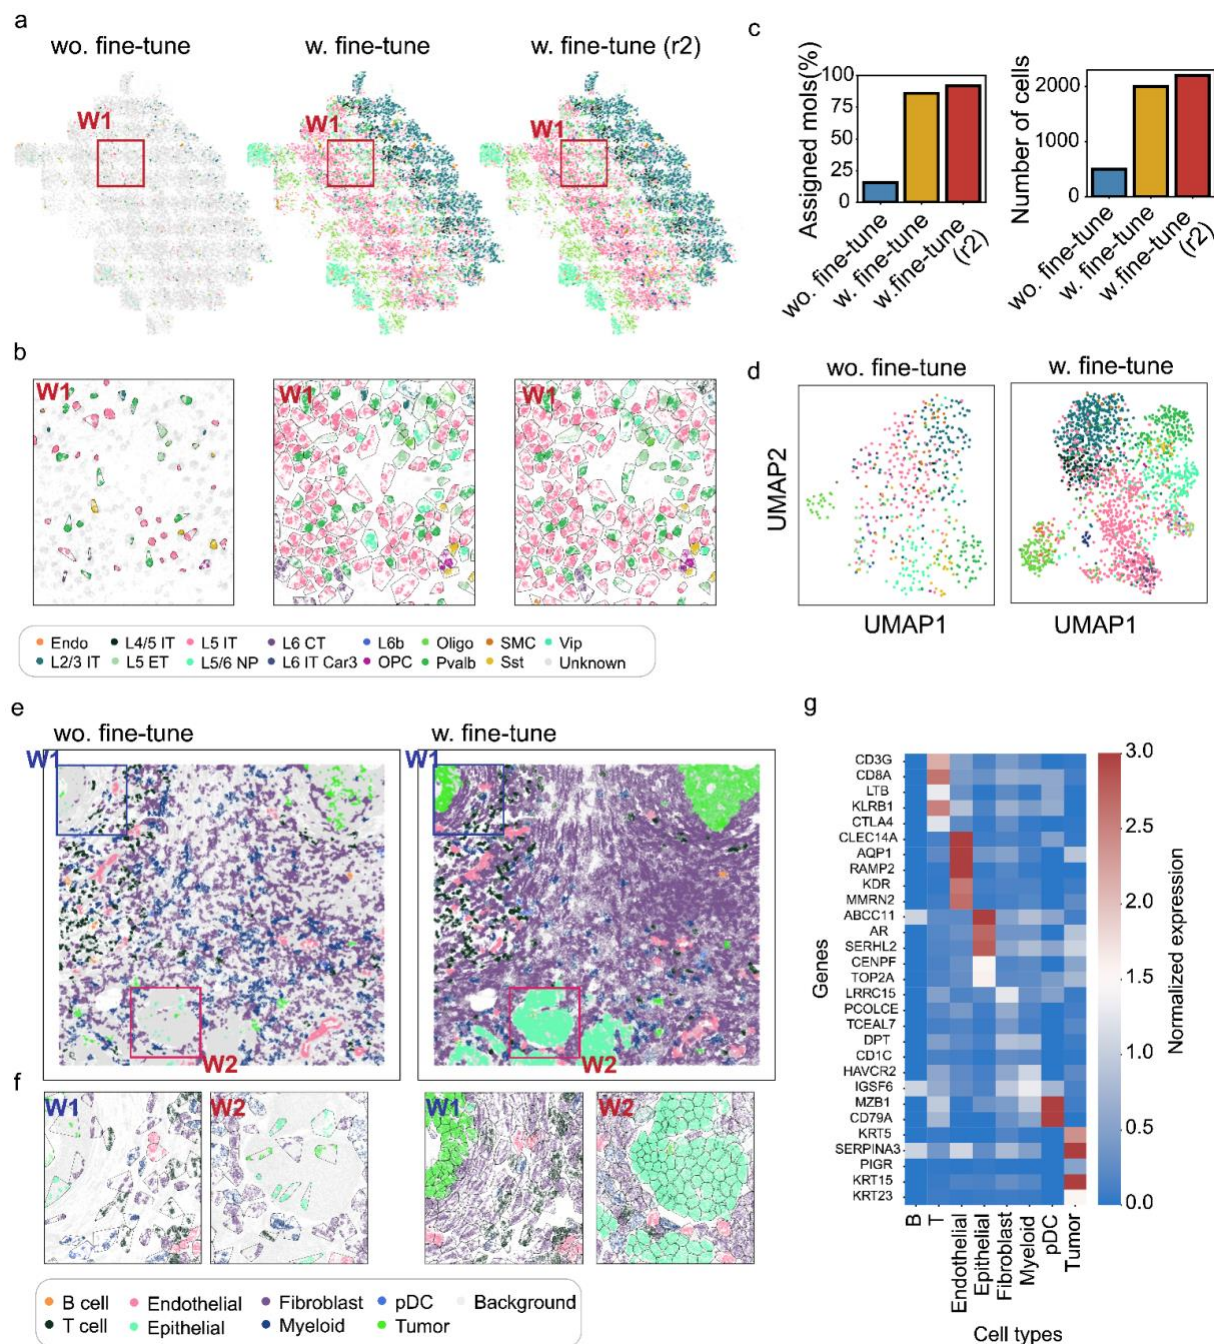 a
wo. fine-tune
w. fine-tune
w. fine-tune (r2)
W1
W1
W1
c
Assigned mols(%)
100
75
50
25
0
wo. fine-tune
w. fine-tune
w.fine-tune
(r2)
Number of cells
2000
1000
0
wo. fine-tune
w. fine-tune
w.fine-tune
(r2)
b
W1
W1
W1
Endo
L4/5 IT
L5 IT
L6 CT
L6b
Oligo
SMC
Vip
L2/3 IT
L5 ET
L5/6 NP
L6 IT Car3
OPC
Pvalb
Sst
Unknown
d
wo. fine-tune
w. fine-tune
UMAP2
UMAP1
UMAP1
e
wo. fine-tune
w. fine-tune
W1
W2
W1
W2
f
W1
W2
W1
W2
B cell
Endothelial
Fibroblast
pDC
Background
T cell
Epithelial
Myeloid
Tumor
g
Genes
CD3G
CD8A
LTB
KLRB1
CTLA4
CLEC14A
AQP1
RAMP2
KDR
MMRN2
ABCC11
AR
SERHL2
CENPF
TOP2A
LRRC15
PCOLCE
TCEAL7
DPT
CD1C
HAVCR2
IGSF6
MZB1
CD79A
KRT5
SERPINA3
PIGR
KRT15
KRT23
B
T
Endothelial
Epithelial
Fibroblast
Myeloid
pDC
Tumor
Cell types
3.0
2.5
2.0
1.5
1.0
0.5
0.0
Normalized expression